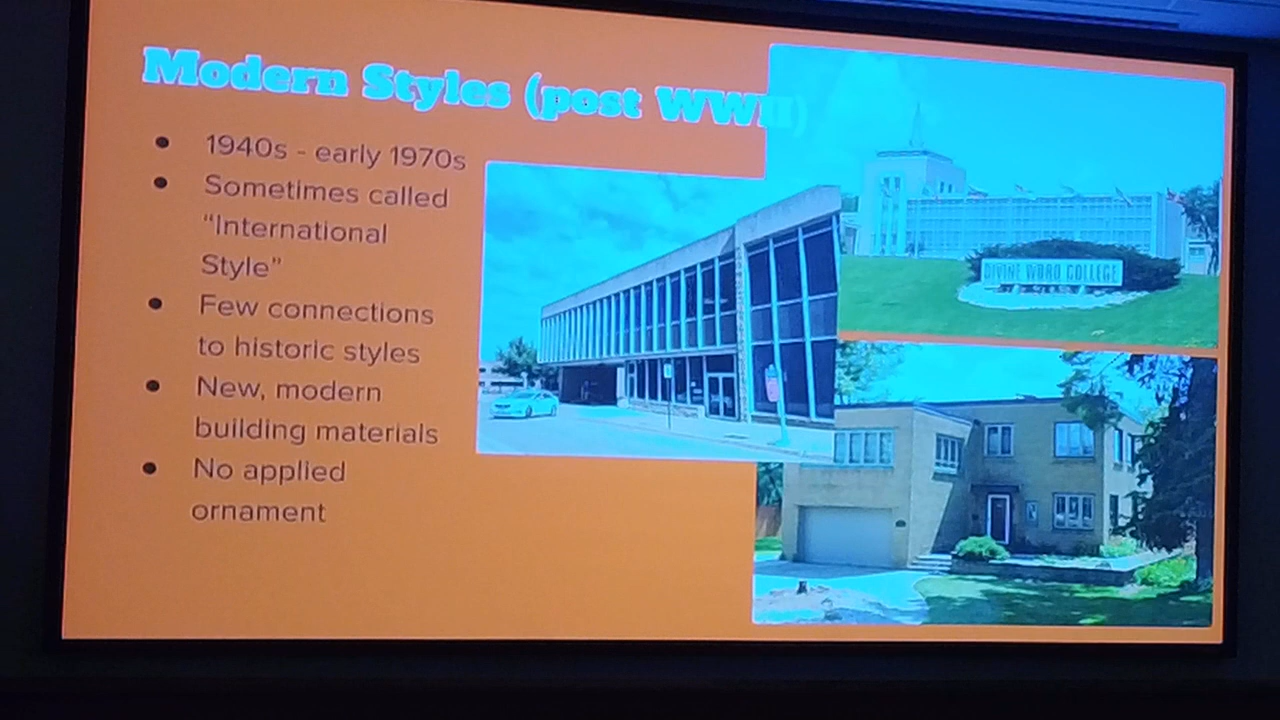 Modern Styles (post WWII)
• 1940s - early 1970s
• Sometimes called
“International
Style”
• Few connections
to historic styles
• New, modern
building materials
• No applied
ornament
DIVINE WORD COLLEGE